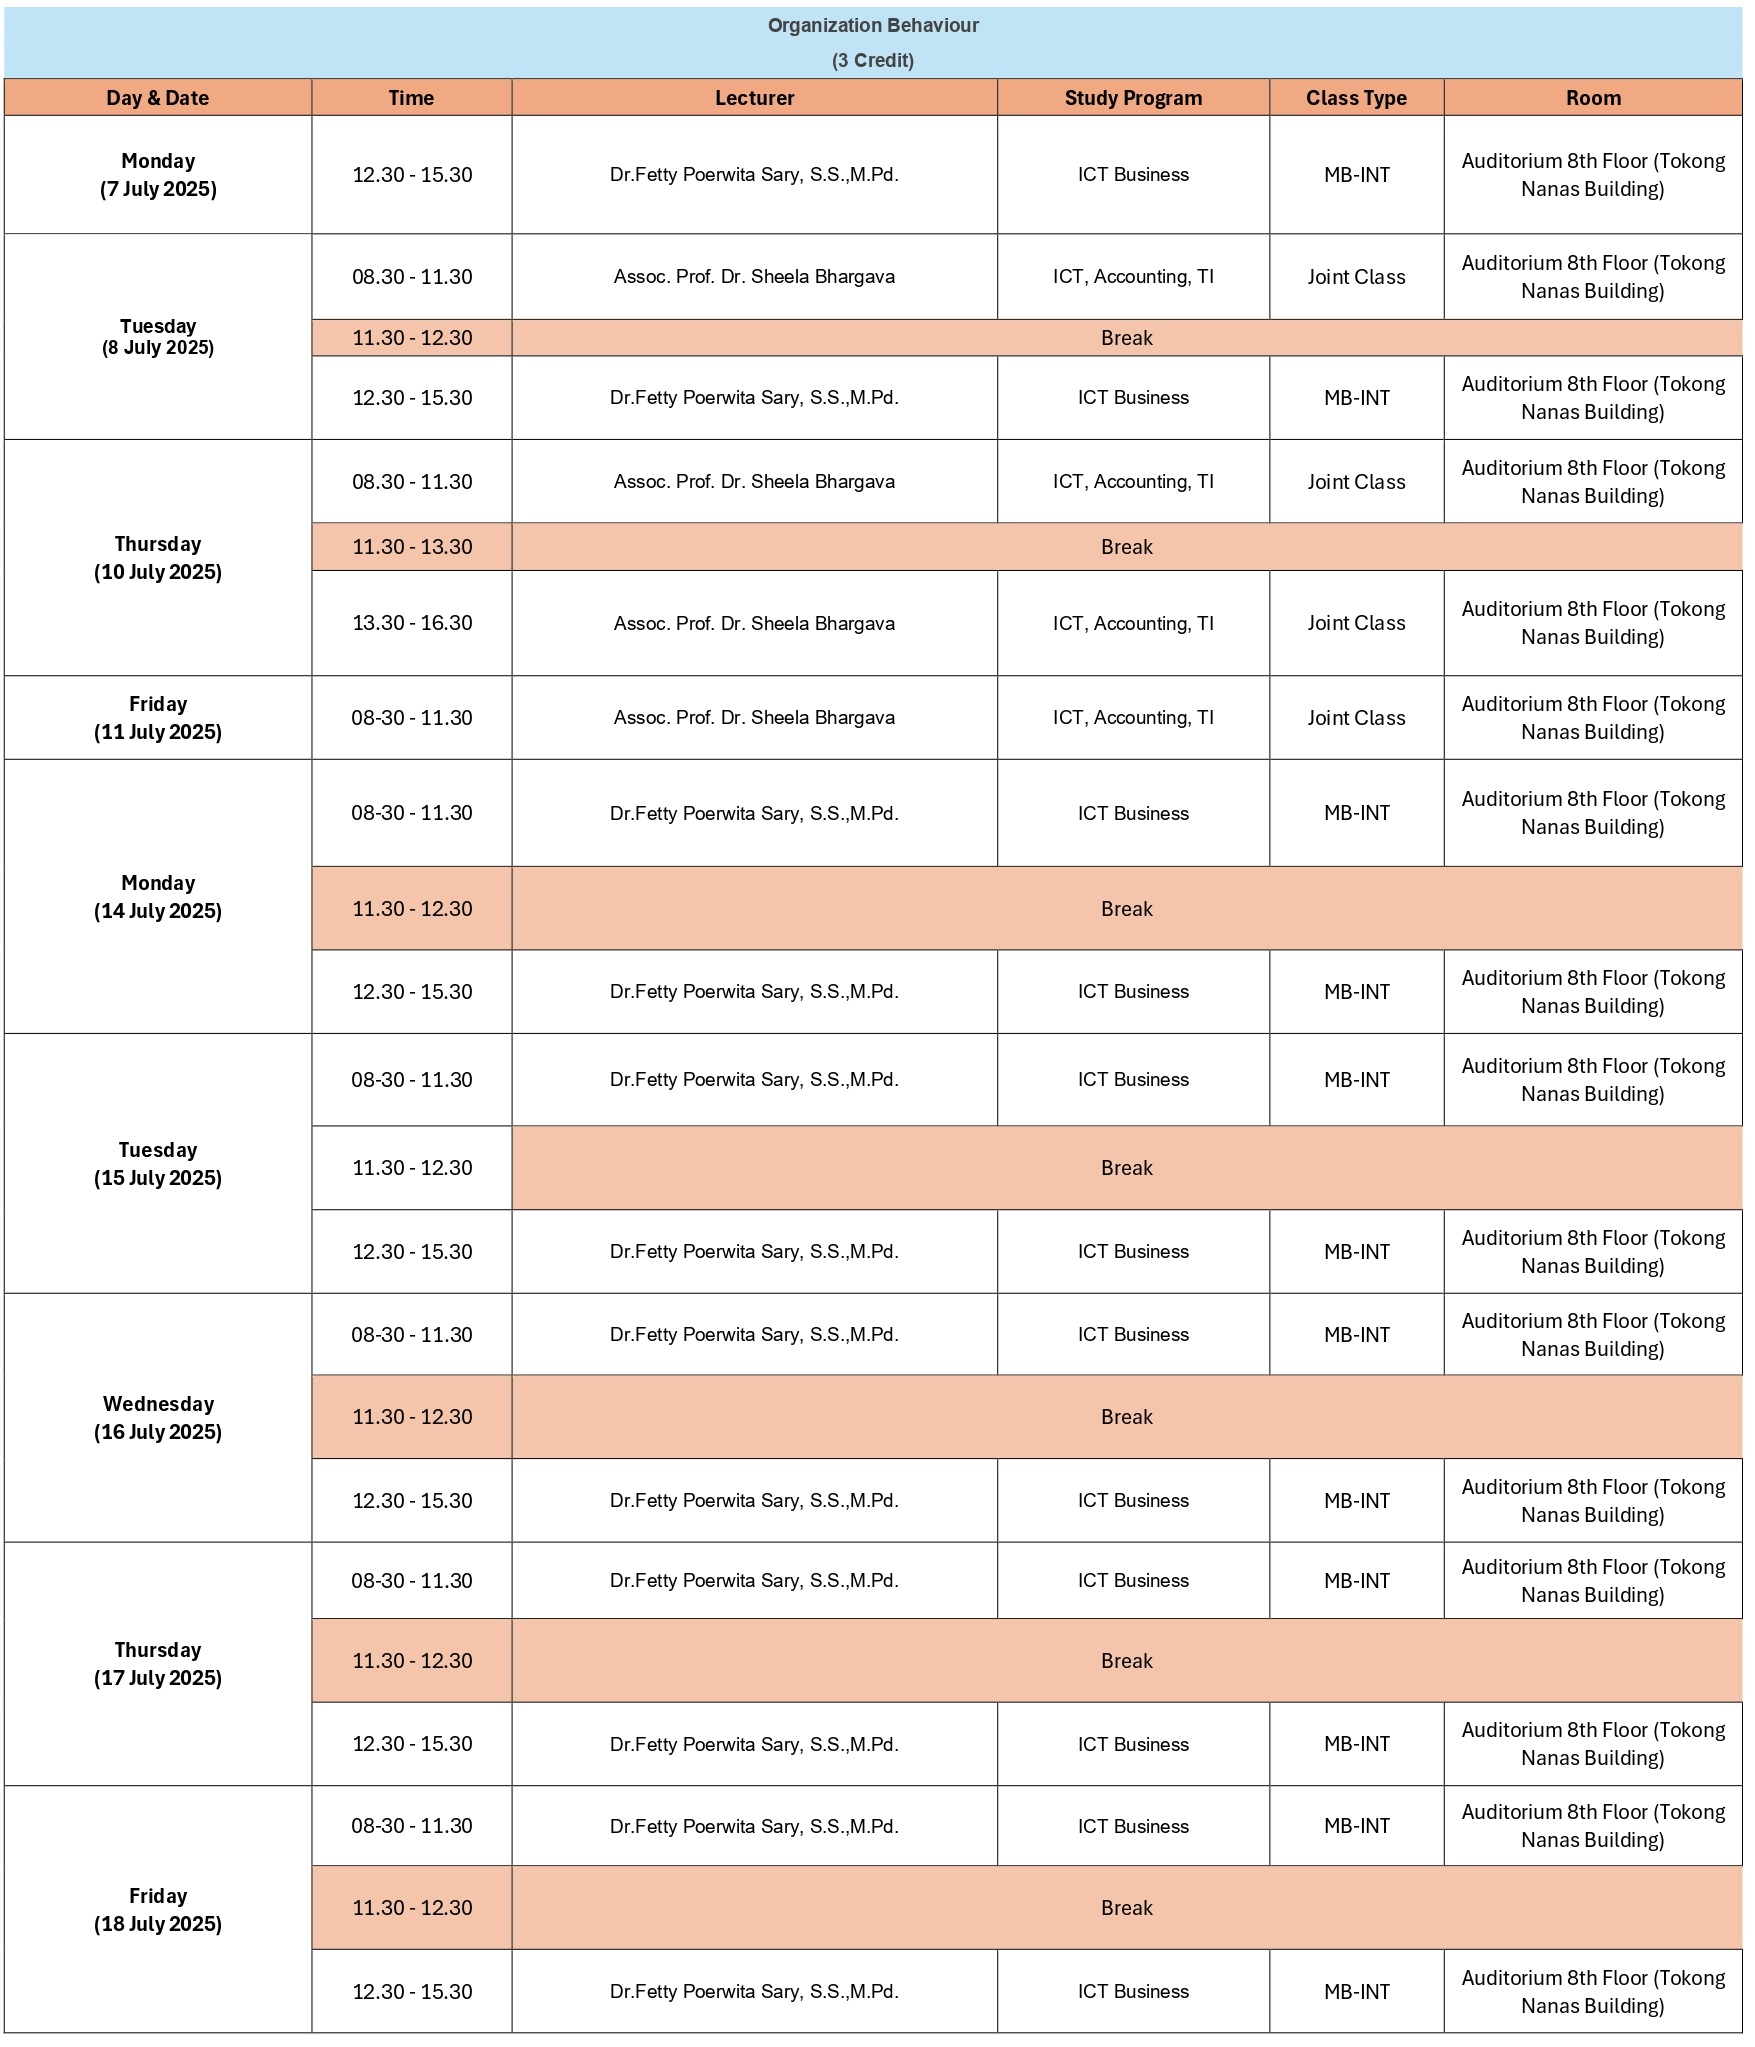 Organization Behaviour
(3 Credit)
Day & Date Time Lecturer Study Program Class Type Room
Monday
(7 July 2025)
12.30 - 15.30 Dr.Fetty Poerwita Sary, S.S.,M.Pd. ICT Business MB-INT Auditorium 8th Floor (Tokong
Nanas Building)
Tuesday
(8 July 2025)
08.30 - 11.30 Assoc. Prof. Dr. Sheela Bhargava ICT, Accounting, TI Joint Class Auditorium 8th Floor (Tokong
Nanas Building)
11.30 - 12.30 Break
12.30 - 15.30 Dr.Fetty Poerwita Sary, S.S.,M.Pd. ICT Business MB-INT Auditorium 8th Floor (Tokong
Nanas Building)
Thursday
(10 July 2025)
08.30 - 11.30 Assoc. Prof. Dr. Sheela Bhargava ICT, Accounting, TI Joint Class Auditorium 8th Floor (Tokong
Nanas Building)
11.30 - 13.30 Break
13.30 - 16.30 Assoc. Prof. Dr. Sheela Bhargava ICT, Accounting, TI Joint Class Auditorium 8th Floor (Tokong
Nanas Building)
Friday
(11 July 2025)
08-30 - 11.30 Assoc. Prof. Dr. Sheela Bhargava ICT, Accounting, TI Joint Class Auditorium 8th Floor (Tokong
Nanas Building)
Monday
(14 July 2025)
08-30 - 11.30 Dr.Fetty Poerwita Sary, S.S.,M.Pd. ICT Business MB-INT Auditorium 8th Floor (Tokong
Nanas Building)
11.30 - 12.30 Break
12.30 - 15.30 Dr.Fetty Poerwita Sary, S.S.,M.Pd. ICT Business MB-INT Auditorium 8th Floor (Tokong
Nanas Building)
Tuesday
(15 July 2025)
08-30 - 11.30 Dr.Fetty Poerwita Sary, S.S.,M.Pd. ICT Business MB-INT Auditorium 8th Floor (Tokong
Nanas Building)
11.30 - 12.30 Break
12.30 - 15.30 Dr.Fetty Poerwita Sary, S.S.,M.Pd. ICT Business MB-INT Auditorium 8th Floor (Tokong
Nanas Building)
Wednesday
(16 July 2025)
08-30 - 11.30 Dr.Fetty Poerwita Sary, S.S.,M.Pd. ICT Business MB-INT Auditorium 8th Floor (Tokong
Nanas Building)
11.30 - 12.30 Break
12.30 - 15.30 Dr.Fetty Poerwita Sary, S.S.,M.Pd. ICT Business MB-INT Auditorium 8th Floor (Tokong
Nanas Building)
Thursday
(17 July 2025)
08-30 - 11.30 Dr.Fetty Poerwita Sary, S.S.,M.Pd. ICT Business MB-INT Auditorium 8th Floor (Tokong
Nanas Building)
11.30 - 12.30 Break
12.30 - 15.30 Dr.Fetty Poerwita Sary, S.S.,M.Pd. ICT Business MB-INT Auditorium 8th Floor (Tokong
Nanas Building)
Friday
(18 July 2025)
08-30 - 11.30 Dr.Fetty Poerwita Sary, S.S.,M.Pd. ICT Business MB-INT Auditorium 8th Floor (Tokong
Nanas Building)
11.30 - 12.30 Break
12.30 - 15.30 Dr.Fetty Poerwita Sary, S.S.,M.Pd. ICT Business MB-INT Auditorium 8th Floor (Tokong
Nanas Building)